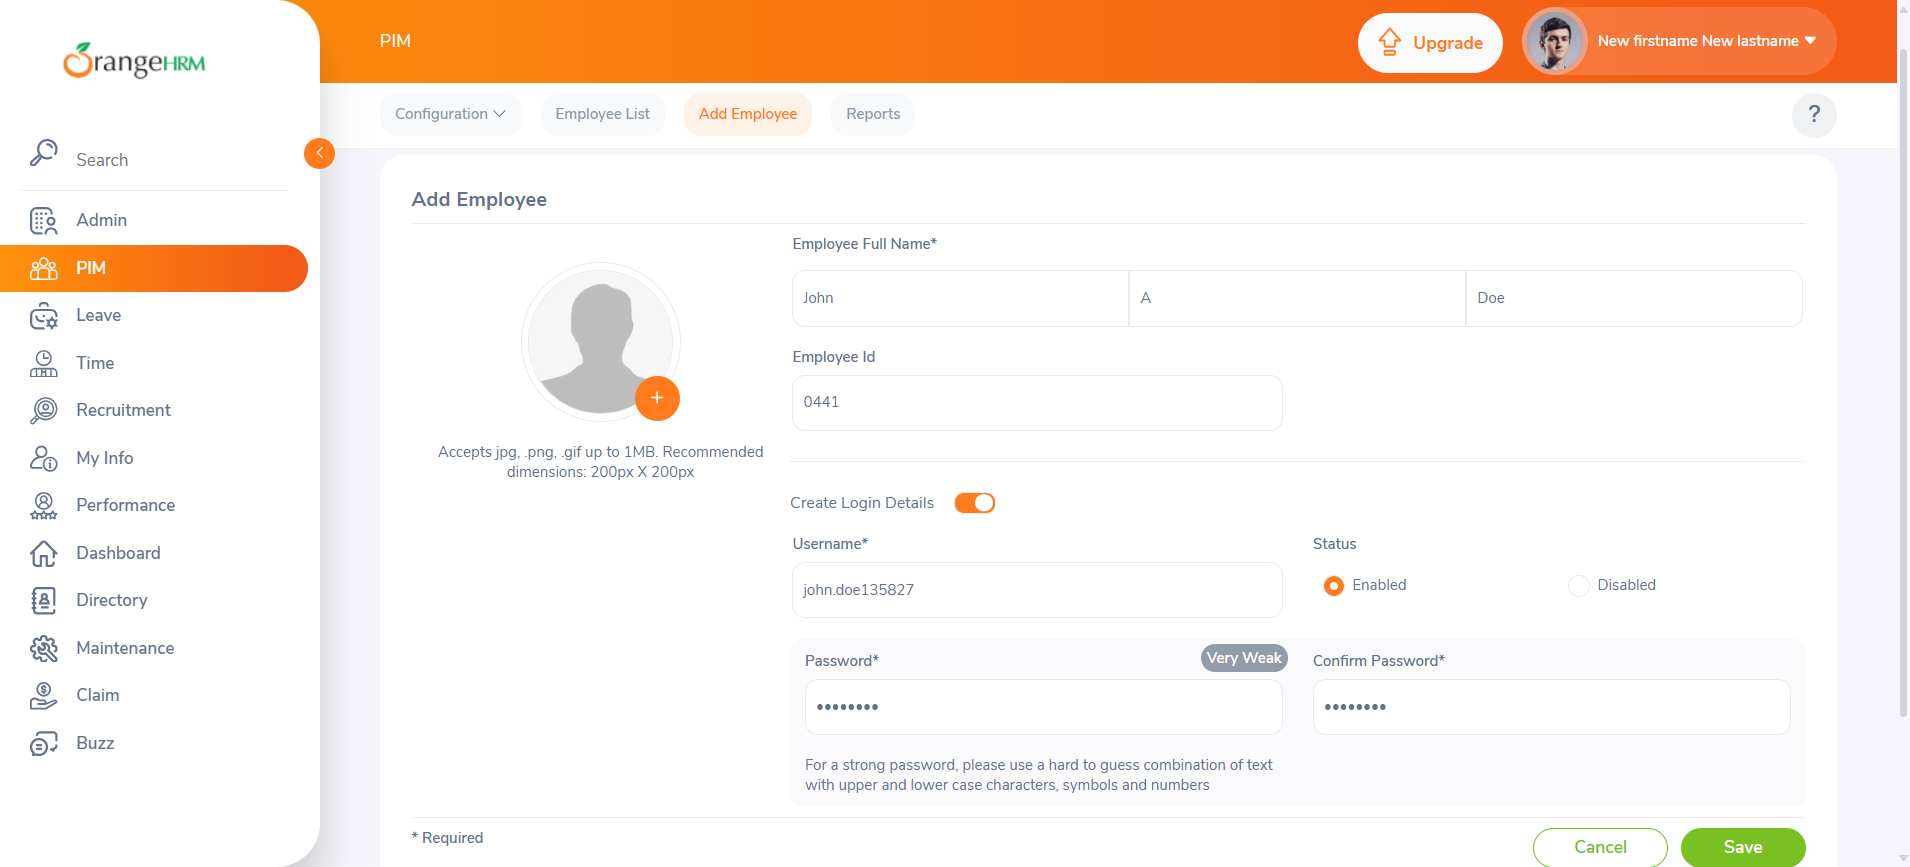 PIM
Upgrade
New firstname New lastname
OrangeHRM
Configuration
Employee List
Add Employee
Reports
?
Search
Admin
PIM
Leave
Time
Recruitment
My Info
Performance
Dashboard
Directory
Maintenance
Claim
Buzz
Add Employee
Accepts jpg, .png, .gif up to 1MB. Recommended
dimensions: 200px X 200px
Employee Full Name*
John
A
Doe
Employee Id
0441
Create Login Details
Username*
john.doe135827
Status
Enabled
Disabled
Password*
Very Weak
••••••••
Confirm Password*
••••••••
For a strong password, please use a hard to guess combination of text
with upper and lower case characters, symbols and numbers
* Required
Cancel
Save